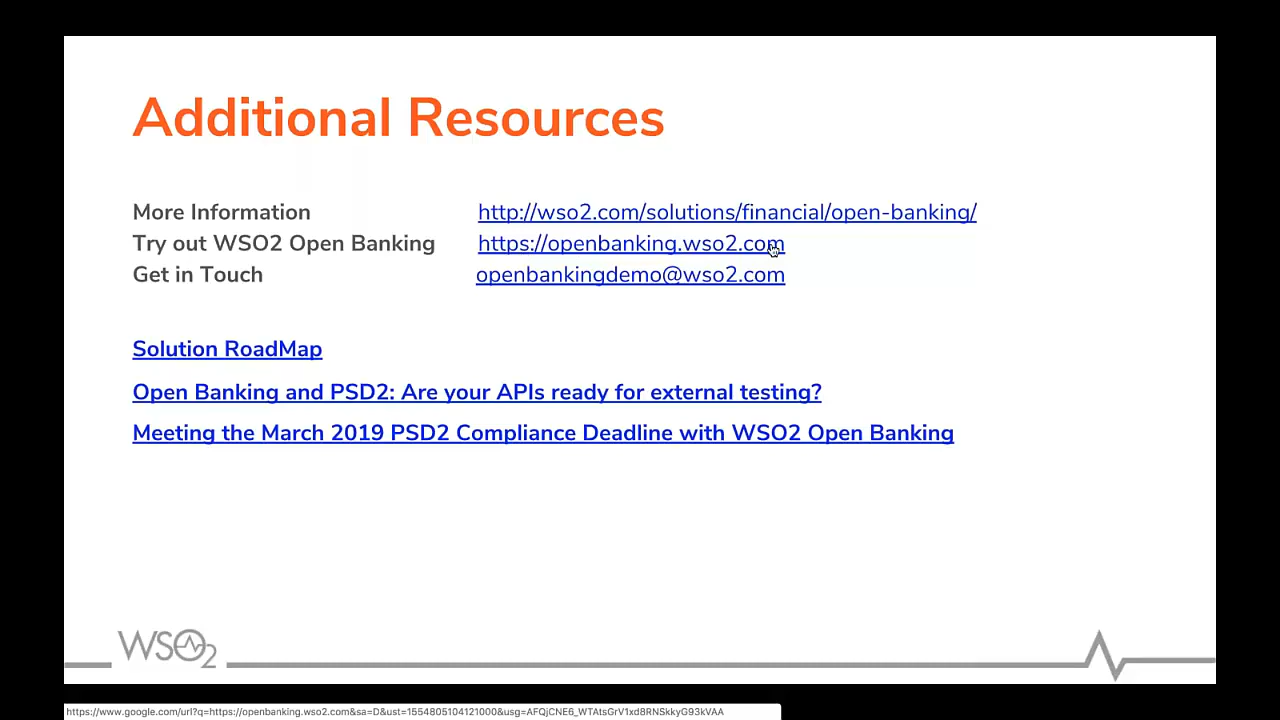 Additional Resources
More Information http://wso2.com/solutions/financial/open-banking/
Try out WSO2 Open Banking https://openbanking.wso2.com
Get in Touch openbankingdemo@wso2.com
Solution RoadMap
Open Banking and PSD2: Are your APIs ready for external testing?
Meeting the March 2019 PSD2 Compliance Deadline with WSO2 Open Banking
WSO2
https://www.google.com/url?q=https://openbanking.wso2.com&sa=D&ust=1554805104121000&usg=AFQjCNE6_WTAtsGrV1xd8RNSkkyG93kVAA